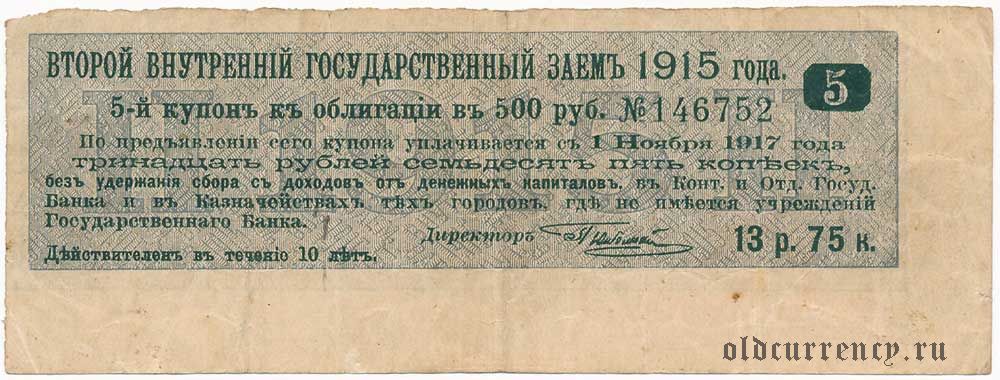 ВТОРОЙ ВНУТРЕННІЙ ГОСУДАРСТВЕННЫЙ ЗАЕМЪ 1915 года.
5
5-й купонъ къ облигаціи въ 500 руб. №146752
По предъявленіи сего купона уплачивается съ 1 Ноября 1917 года
тринадцать рублей семьдесятъ пять копѣекъ,
безъ удержанія сбора съ доходовъ отъ денежныхъ капиталовъ, въ Конт. и Отд. Госуд.
Банка и въ Казначействахъ тѣхъ городовъ, гдѣ не имѣется учрежденій
Государственнаго Банка.
Директоръ
13 р. 75 к.
Дѣйствителенъ въ теченіе 10 лѣтъ.
oldcurrency.ru